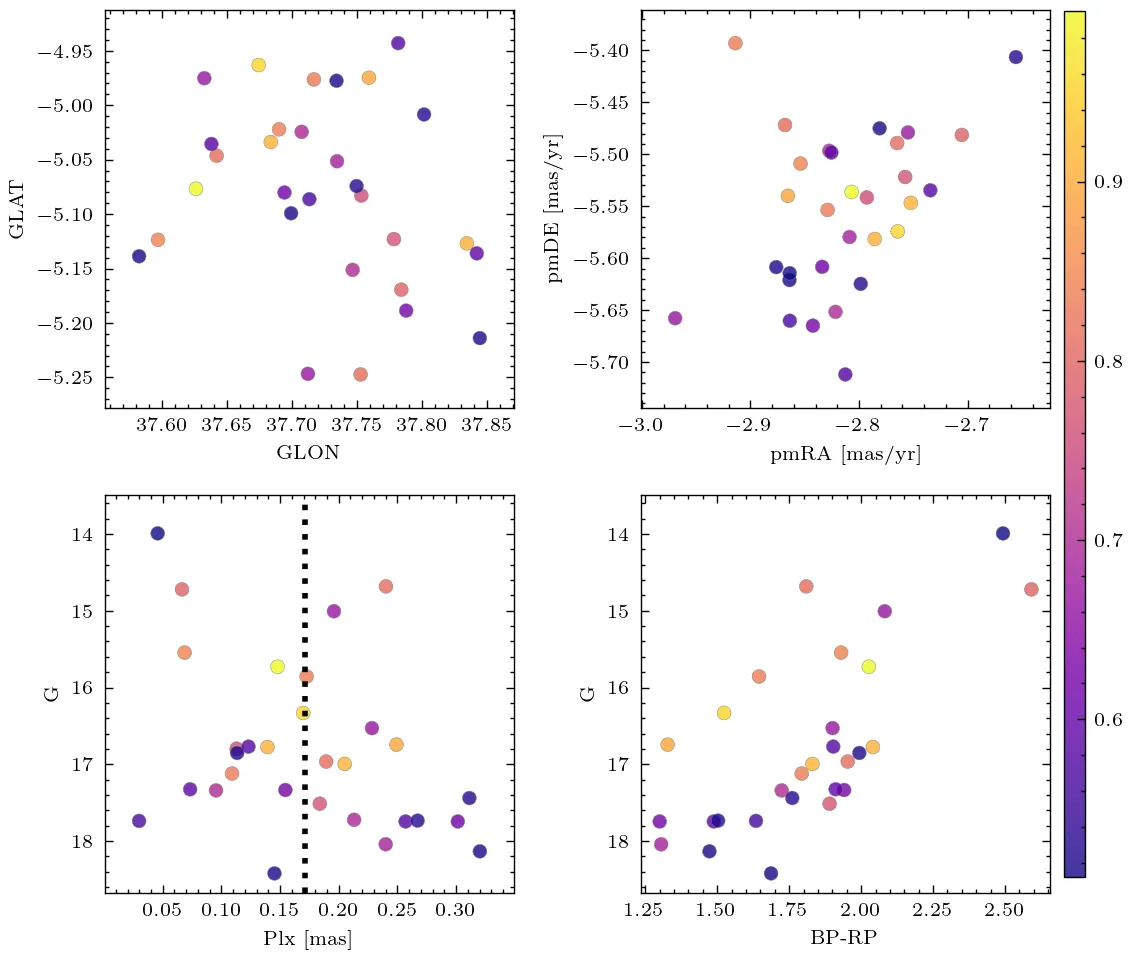 −4.95
−5.00
−5.05
−5.10
−5.15
−5.20
−5.25
GLAT
37.60 37.65 37.70 37.75 37.80 37.85
GLON
−5.40
−5.45
−5.50
−5.55
−5.60
−5.65
−5.70
pmDE [mas/yr]
−3.0 −2.9 −2.8 −2.7
pmRA [mas/yr]
0.9
0.8
0.7
0.6
14
15
16
17
18
G
0.05 0.10 0.15 0.20 0.25 0.30
Plx [mas]
14
15
16
17
18
G
1.25 1.50 1.75 2.00 2.25 2.50
BP-RP